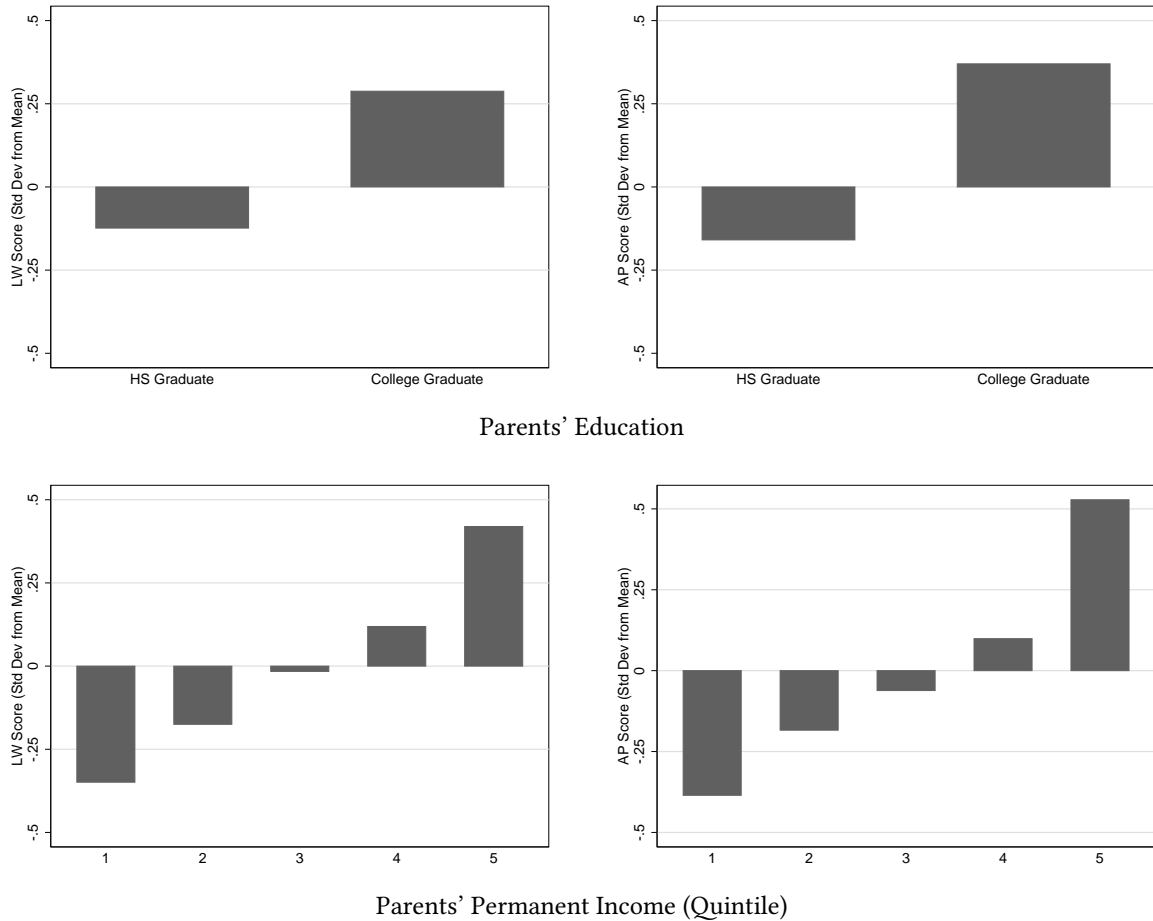 LW Score (Std Dev from Mean)
.5
.25
0
-.25
-.5
HS Graduate College Graduate
AP Score (Std Dev from Mean)
.5
.25
0
-.25
-.5
HS Graduate College Graduate
Parents’ Education
LW Score (Std Dev from Mean)
.5
.25
0
-.25
-.5
1 2 3 4 5
AP Score (Std Dev from Mean)
.5
.25
0
-.25
-.5
1 2 3 4 5
Parents’ Permanent Income (Quintile)